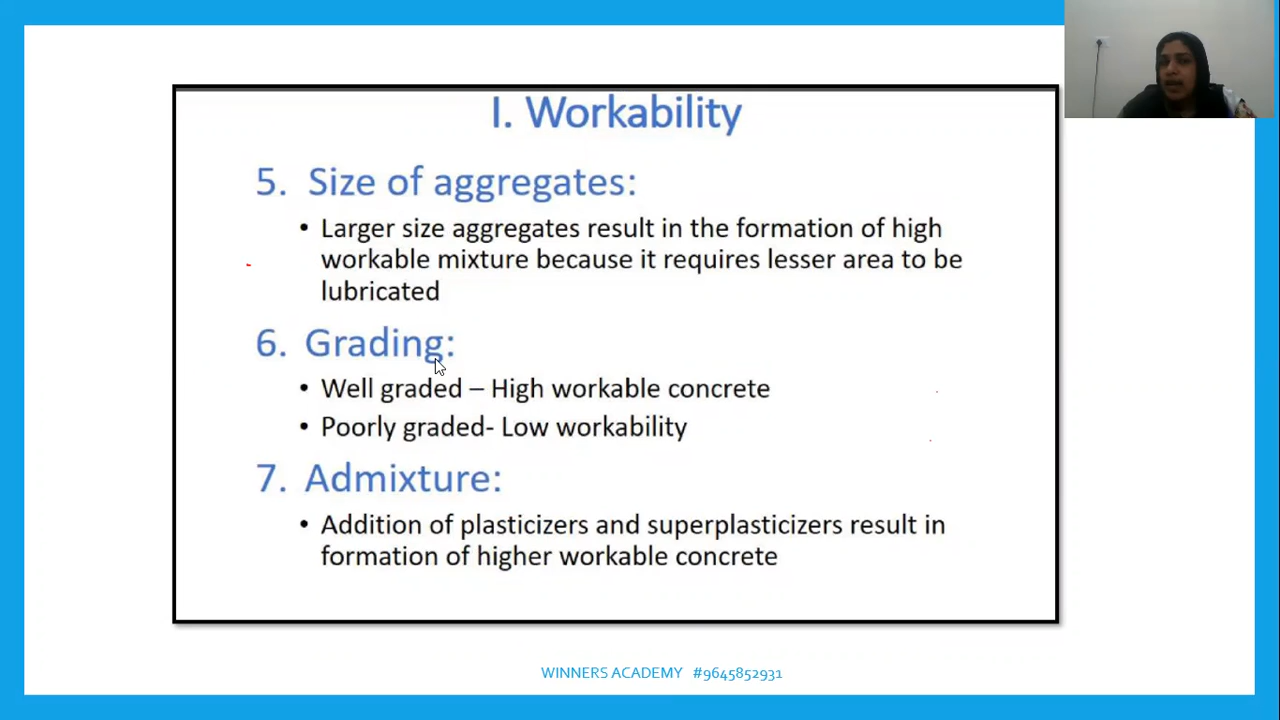 I. Workability
5. Size of aggregates:
• Larger size aggregates result in the formation of high
workable mixture because it requires lesser area to be
lubricated
6. Grading:
• Well graded – High workable concrete
• Poorly graded- Low workability
7. Admixture:
• Addition of plasticizers and superplasticizers result in
formation of higher workable concrete
WINNERS ACADEMY #9645852931